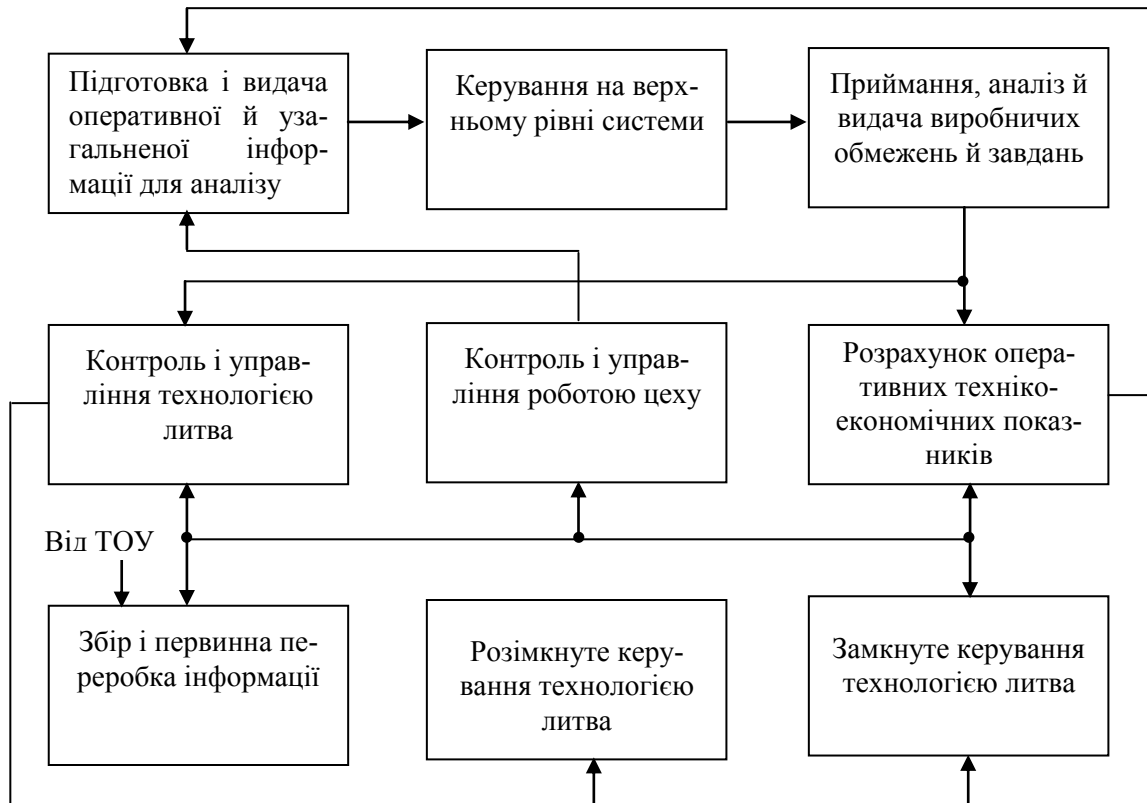 Підготовка і видача
оперативної й уза-
гальненої інфор-
мації для аналізу
Керування на верх-
ньому рівні системи
Приймання, аналіз й
видача виробничих
обмежень й завдань
Контроль і управ-
ління технологією
литва
Контроль і управ-
ління роботою цеху
Розрахунок опера-
тивних техніко-
економічних показ-
ників
Від ТОУ
Збір і первинна пе-
реробка інформації
Розімкнуте керу-
вання технологією
литва
Замкнуте керування
технологією литва